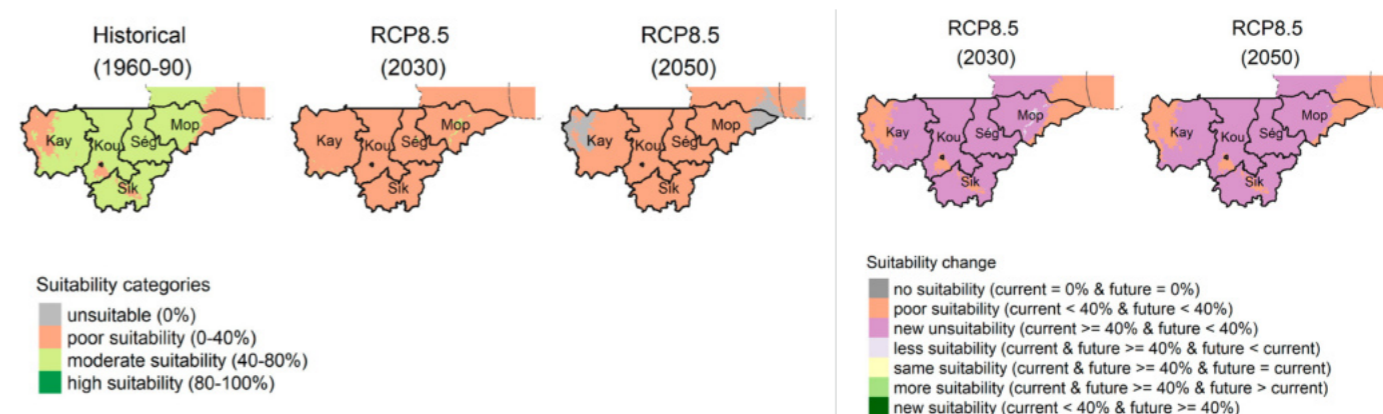 Historical
(1960-90)
RCP8.5
(2030)
RCP8.5
(2050)
Kay
Kou
Ség
Mop
Sik
Kay
Kou
Ség
Mop
Sik
Kay
Kou
Ség
Mop
Sik
Suitability categories
unsuitable (0%)
poor suitability (0-40%)
moderate suitability (40-80%)
high suitability (80-100%)
RCP8.5
(2030)
RCP8.5
(2050)
Kay
Kou
Ség
Mop
Sik
Kay
Kou
Ség
Mop
Sik
Suitability change
no suitability (current = 0% & future = 0%)
poor suitability (current < 40% & future < 40%)
new unsuitability (current >= 40% & future < 40%)
less suitability (current & future >= 40% & future < current)
same suitability (current & future >= 40% & future = current)
more suitability (current & future >= 40% & future > current)
new suitability (current < 40% & future >= 40%)